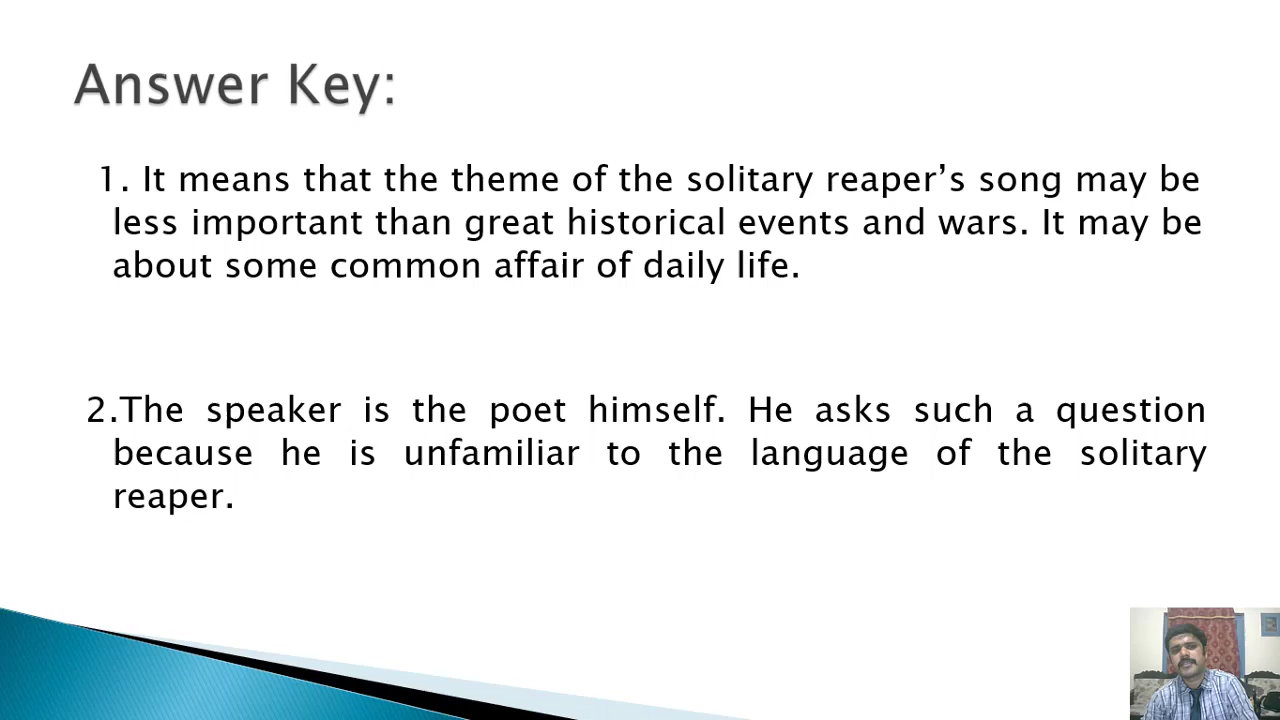 Answer Key:
1. It means that the theme of the solitary reaper’s song may be
less important than great historical events and wars. It may be
about some common affair of daily life.
2.The speaker is the poet himself. He asks such a question
because he is unfamiliar to the language of the solitary
reaper.